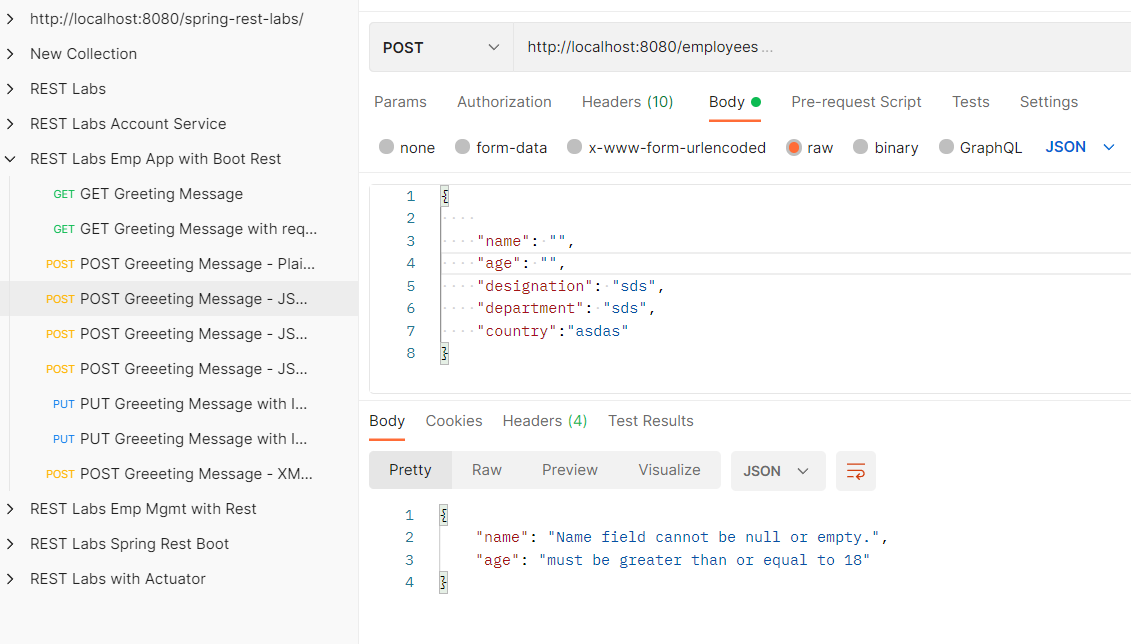 http://localhost:8080/spring-rest-labs/
New Collection
REST Labs
REST Labs Account Service
REST Labs Emp App with Boot Rest
GET GET Greeting Message
GET GET Greeting Message with req...
POST POST Greeeting Message - Plai...
POST POST Greeeting Message - JS...
POST POST Greeeting Message - JS...
POST POST Greeeting Message - JS...
PUT PUT Greeeting Message with I...
PUT PUT Greeeting Message with I...
POST POST Greeeting Message - XM...
REST Labs Emp Mgmt with Rest
REST Labs Spring Rest Boot
REST Labs with Actuator
POST http://localhost:8080/employees ...
Params Authorization Headers (10) Body Pre-request Script Tests Settings
none form-data x-www-form-urlencoded raw binary GraphQL JSON
1 {
2 ····
3 ····"name":·"",
4 ····"age":·"",
5 ····"designation":·"sds",
6 ····"department":·"sds",
7 ····"country":"asdas"
8 }
Body Cookies Headers (4) Test Results
Pretty Raw Preview Visualize JSON
1 {
2 "name": "Name field cannot be null or empty.",
3 "age": "must be greater than or equal to 18"
4 }